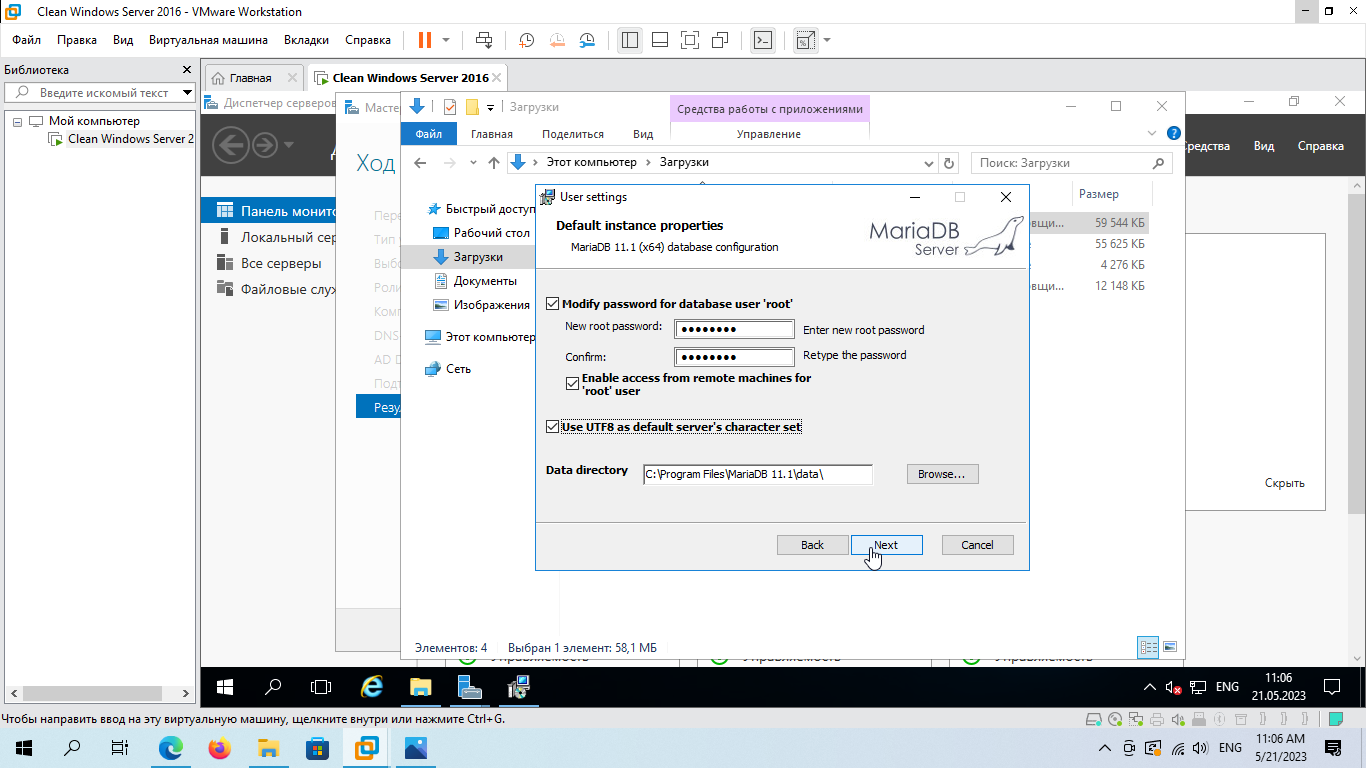 Clean Windows Server 2016 - VMware Workstation
Файл Правка Вид Виртуальная машина Вкладки Справка
Библиотека
Введите искомый текст
Мой компьютер
Clean Windows Server 2
Главная
Clean Windows Server 2016
Диспетчер серверов
Масте
Загрузки
Средства работы с приложениями
Файл Главная Поделиться Вид Управление
редства Вид Справка
Ход
Этот компьютер Загрузки
Поиск: Загрузки
Размер
Панель монито
Локальный сер
Все серверы
Файловые служ
Пере
Тип
Выбо
Роли
Комп
DNS-
AD D
Подт
Резул
Быстрый доступ
Рабочий стол
Загрузки
Документы
Изображения
Этот компьютер
Сеть
овщи... 59 544 КБ
е 55 625 КБ
е 4 276 КБ
овщи... 12 148 КБ
User settings
Default instance properties
MariaDB 11.1 (x64) database configuration
MariaDB
Server
Modify password for database user 'root'
New root password: ●●●●●●●● Enter new root password
Confirm: ●●●●●●●● Retype the password
Enable access from remote machines for
'root' user
Use UTF8 as default server's character set
Data directory C:\Program Files\MariaDB 11.1\data\ Browse...
Back Next Cancel
Скрыть
Элементов: 4 Выбран 1 элемент: 58,1 МБ
Управляемость Управляемость Управляемость
ENG
11:06
21.05.2023
Чтобы направить ввод на эту виртуальную машину, щелкните внутри или нажмите Ctrl+G.
ENG
11:06 AM
5/21/2023